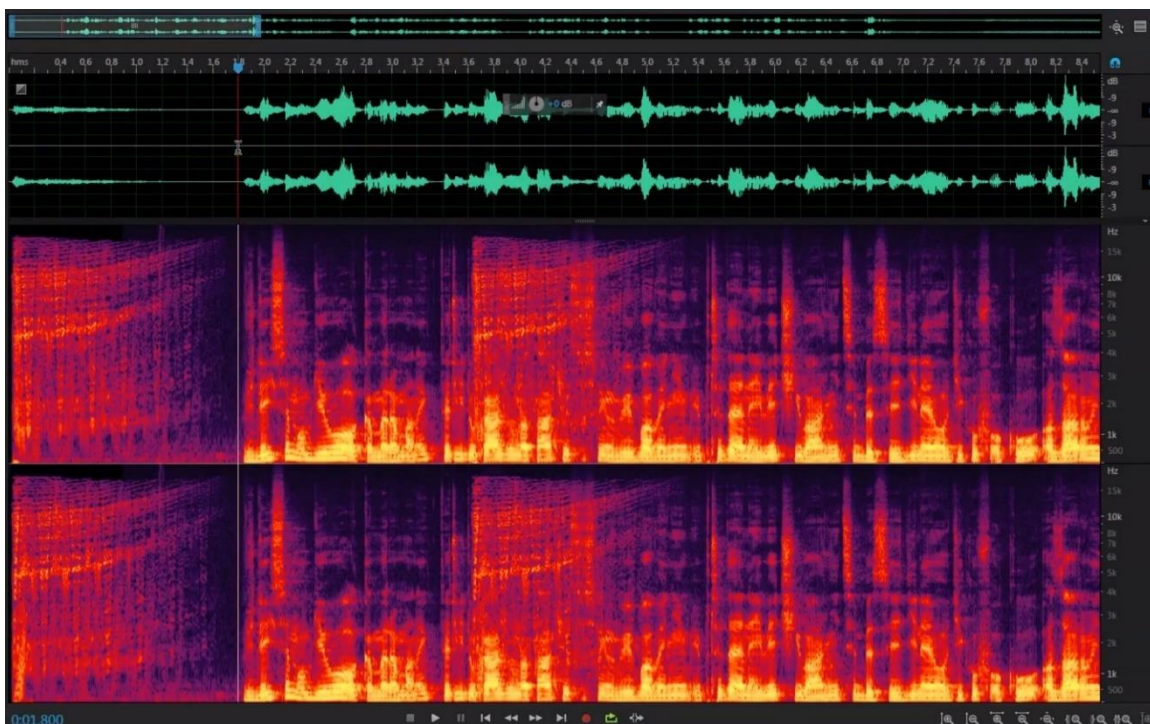 hms 0,4 0,6 0,8 1,0 1,2 1,4 1,6 1,8 2,0 2,2 2,4 2,6 2,8 3,0 3,2 3,4 3,6 3,8 4,0 4,2 4,4 4,6 4,8 5,0 5,2 5,4 5,6 5,8 6,0 6,2 6,4 6,6 6,8 7,0 7,2 7,4 7,6 7,8 8,0 8,2 8,4
dB
+0 dB
-9
-∞
-9
-3
dB
-9
-∞
-9
-3
Hz
15k
10k
8k
7k
6k
5k
4k
3k
2k
1k
500
Hz
15k
10k
8k
7k
6k
5k
4k
3k
2k
1k
500
0:01.800